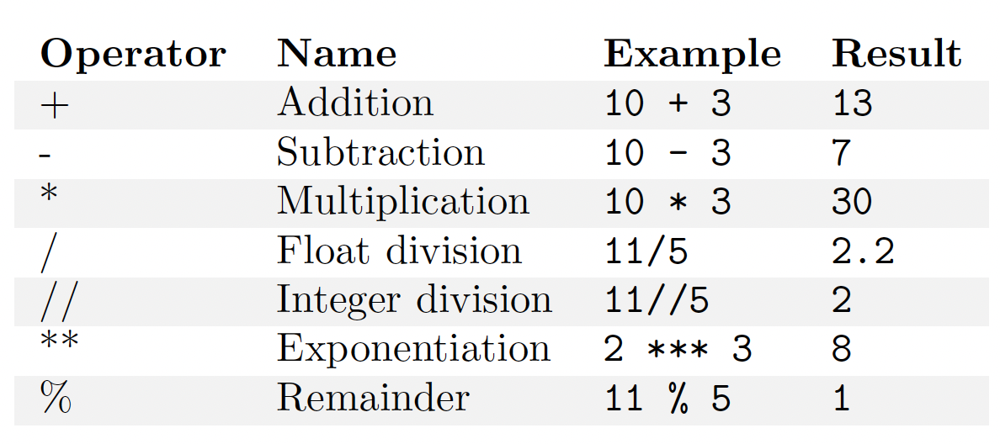 Operator Name Example Result
+ Addition 10 + 3 13
- Subtraction 10 - 3 7
* Multiplication 10 * 3 30
/ Float division 11/5 2.2
// Integer division 11//5 2
** Exponentiation 2 *** 3 8
% Remainder 11 % 5 1